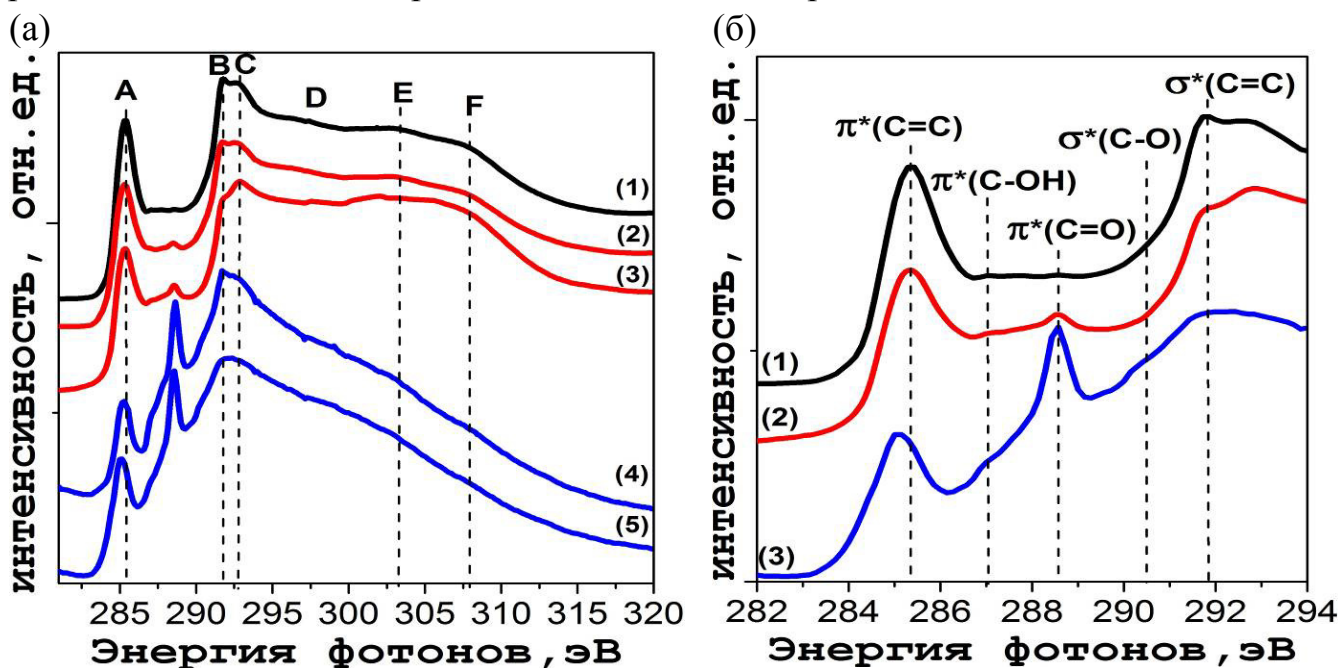 (а)
интенсивность, отн.ед.
A
B
C
D
E
F
(1)
(2)
(3)
(4)
(5)
285 290 295 300 305 310 315 320
Энергия фотонов,эВ
(б)
интенсивность, отн.ед.
π*(C=C)
π*(C-OH)
π*(C=O)
σ*(C-O)
σ*(C=C)
(1)
(2)
(3)
282 284 286 288 290 292 294
Энергия фотонов,эВ